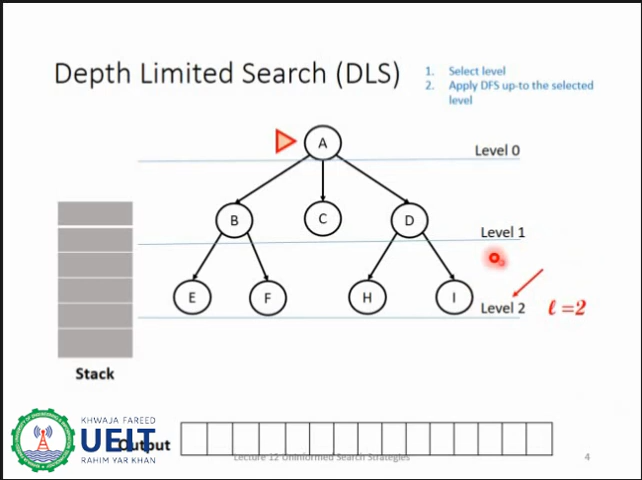 Depth Limited Search (DLS)
1. Select level
2. Apply DFS up-to the selected
level
A
Level 0
B
C
D
Level 1
E
F
H
I
Level 2
ℓ =2
Stack
KHWAJA FAREED
UEIT
RAHIM YAR KHAN
Output
Lecture 12 Uninformed Search Strategies
4